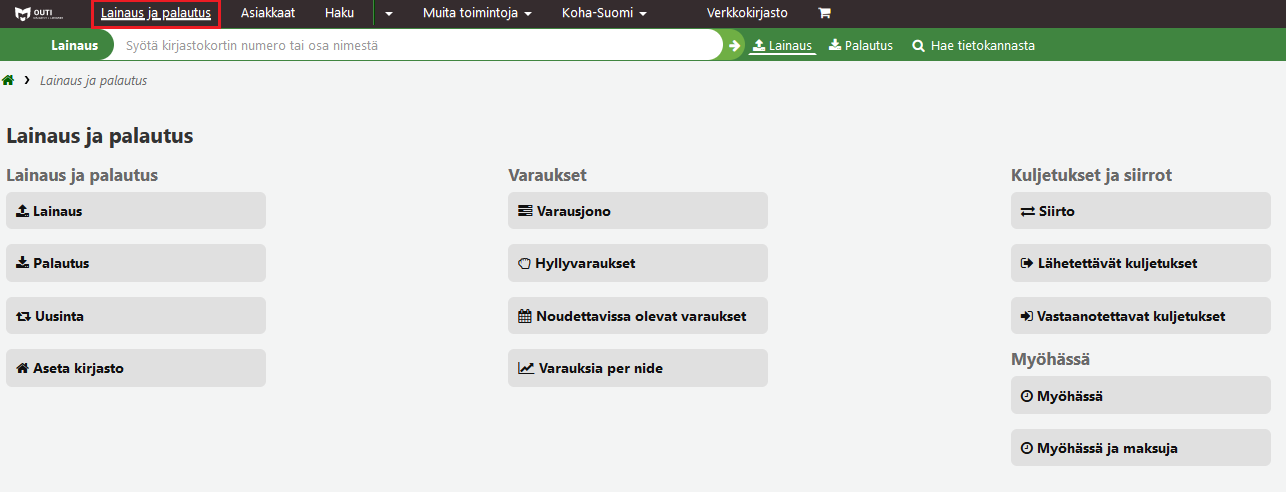 OUTI Lainaus ja palautus Asiakkaat Haku Muita toimintoja Koha-Suomi Verkkokirjasto
Lainaus Syötä kirjastokortin numero tai osa nimestä Lainaus Palautus Hae tietokannasta
Lainaus ja palautus
Lainaus ja palautus
Lainaus ja palautus
Lainaus
Palautus
Uusinta
Aseta kirjasto
Varaukset
Varausjono
Hyllyvaraukset
Noudettavissa olevat varaukset
Varauksia per nide
Kuljetukset ja siirrot
Siirto
Lähetettävät kuljetukset
Vastaanotettavat kuljetukset
Myöhässä
Myöhässä
Myöhässä ja maksuja